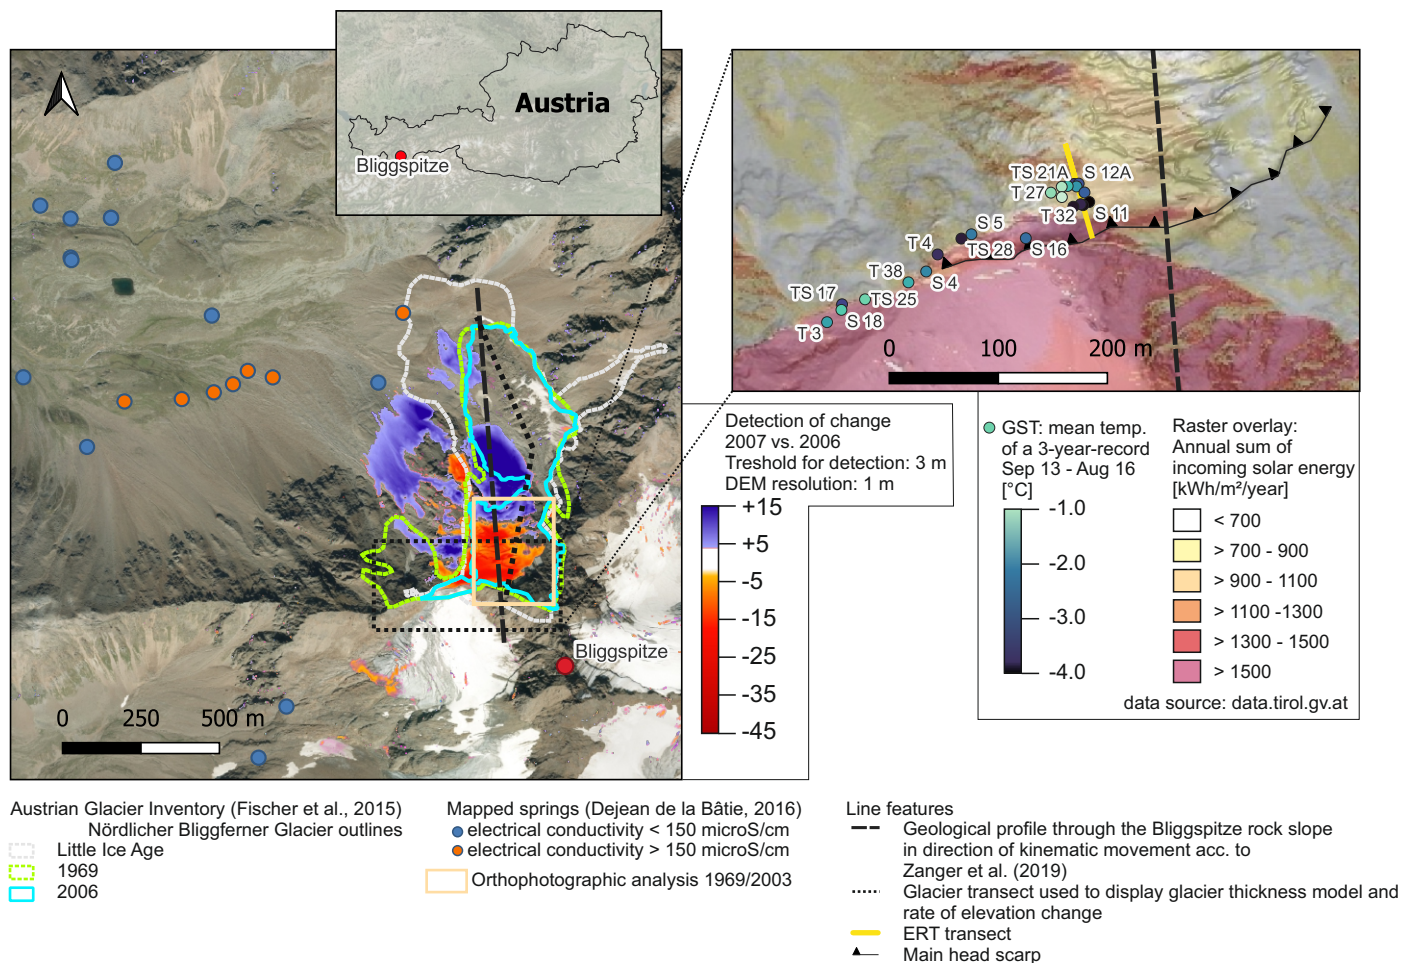 Austria
Bliggspitze
TS 21A
S 12A
T 27
T 32
S 11
S 5
T 4
TS 28
S 16
T 38
S 4
TS 17
TS 25
T 3
S 18
0
100
200 m
Bliggspitze
0
250
500 m
Detection of change
2007 vs. 2006
Treshold for detection: 3 m
DEM resolution: 1 m
+15
+5
-5
-15
-25
-35
-45
GST: mean temp.
of a 3-year-record
Sep 13 - Aug 16
[°C]
-1.0
-2.0
-3.0
-4.0
Raster overlay:
Annual sum of
incoming solar energy
[kWh/m²/year]
< 700
> 700 - 900
> 900 - 1100
> 1100 -1300
> 1300 - 1500
> 1500
data source: data.tirol.gv.at
Austrian Glacier Inventory (Fischer et al., 2015)
Nördlicher Bliggferner Glacier outlines
Little Ice Age
1969
2006
Mapped springs (Dejean de la Bâtie, 2016)
electrical conductivity < 150 microS/cm
electrical conductivity > 150 microS/cm
Orthophotographic analysis 1969/2003
Line features
Geological profile through the Bliggspitze rock slope
in direction of kinematic movement acc. to
Zanger et al. (2019)
Glacier transect used to display glacier thickness model and
rate of elevation change
ERT transect
Main head scarp